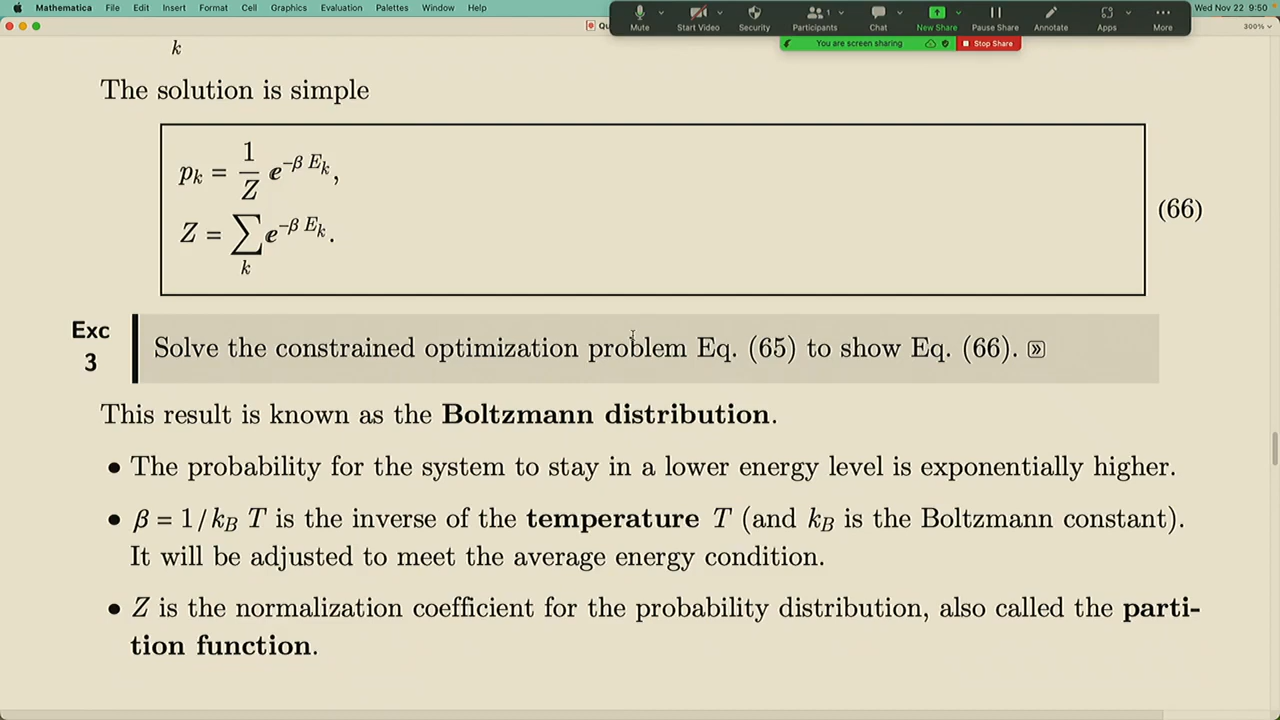 Mathematica File Edit Insert Format Cell Graphics Evaluation Palettes Window Help
Wed Nov 22 9:50
Mute Start Video Security Participants 1 Chat New Share Pause Share Annotate Apps More
You are screen sharing Stop Share
300%
k
The solution is simple
p_k = 1/Z e^{-β E_k},
Z = ∑_k e^{-β E_k}.
(66)
Exc
3
Solve the constrained optimization problem Eq. (65) to show Eq. (66).
This result is known as the Boltzmann distribution.
• The probability for the system to stay in a lower energy level is exponentially higher.
• β = 1/k_B T is the inverse of the temperature T (and k_B is the Boltzmann constant).
It will be adjusted to meet the average energy condition.
• Z is the normalization coefficient for the probability distribution, also called the parti-
tion function.